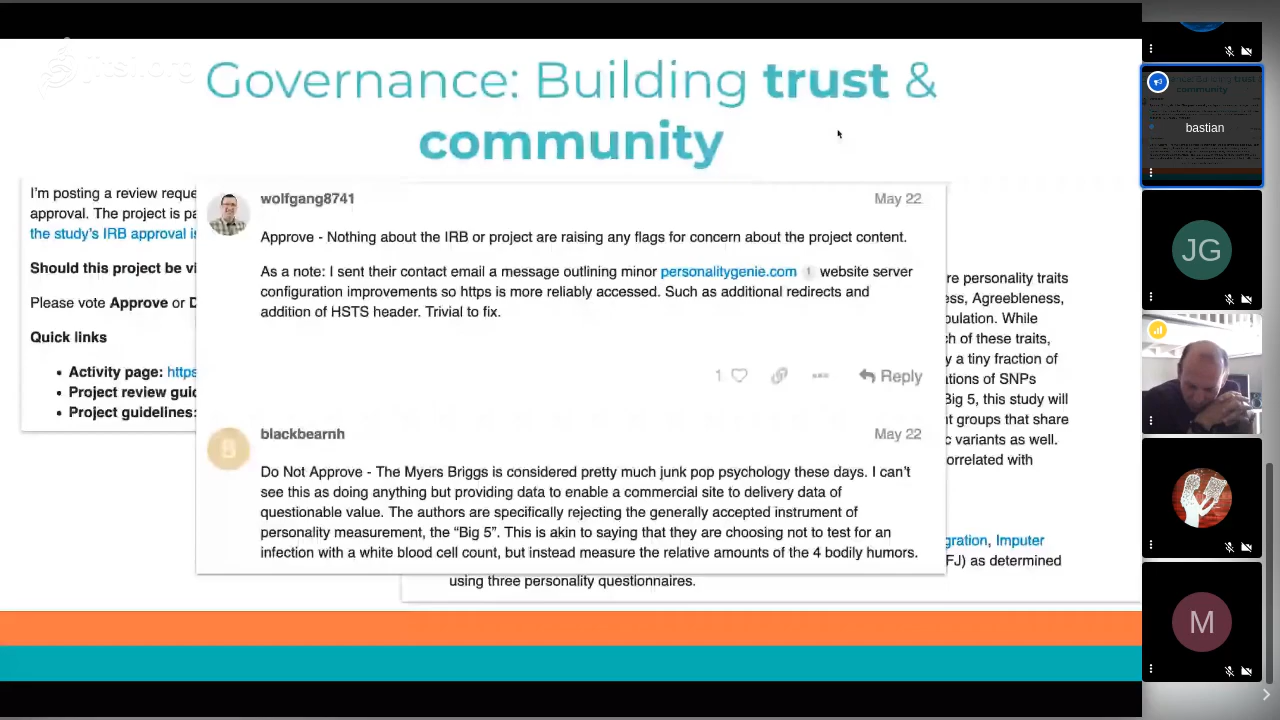 jitsi.org
Governance: Building trust &
community
I'm posting a review reque
approval. The project is pa
the study's IRB approval is
Should this project be vi
Please vote Approve or D
Quick links
• Activity page: https
• Project review guid
• Project guidelines:
wolfgang8741
May 22
Approve - Nothing about the IRB or project are raising any flags for concern about the project content.
As a note: I sent their contact email a message outlining minor personalitygenie.com 1 website server
configuration improvements so https is more reliably accessed. Such as additional redirects and
addition of HSTS header. Trivial to fix.
1
Reply
B
blackbearnh
May 22
Do Not Approve - The Myers Briggs is considered pretty much junk pop psychology these days. I can't
see this as doing anything but providing data to enable a commercial site to delivery data of
questionable value. The authors are specifically rejecting the generally accepted instrument of
personality measurement, the “Big 5”. This is akin to saying that they are choosing not to test for an
infection with a white blood cell count, but instead measure the relative amounts of the 4 bodily humors.
re personality traits
ess, Agreebleness,
pulation. While
ch of these traits,
y a tiny fraction of
ations of SNPs
Big 5, this study will
nt groups that share
c variants as well.
orrelated with
gration, Imputer
FJ) as determined
using three personality questionnaires.
bastian
JG
M